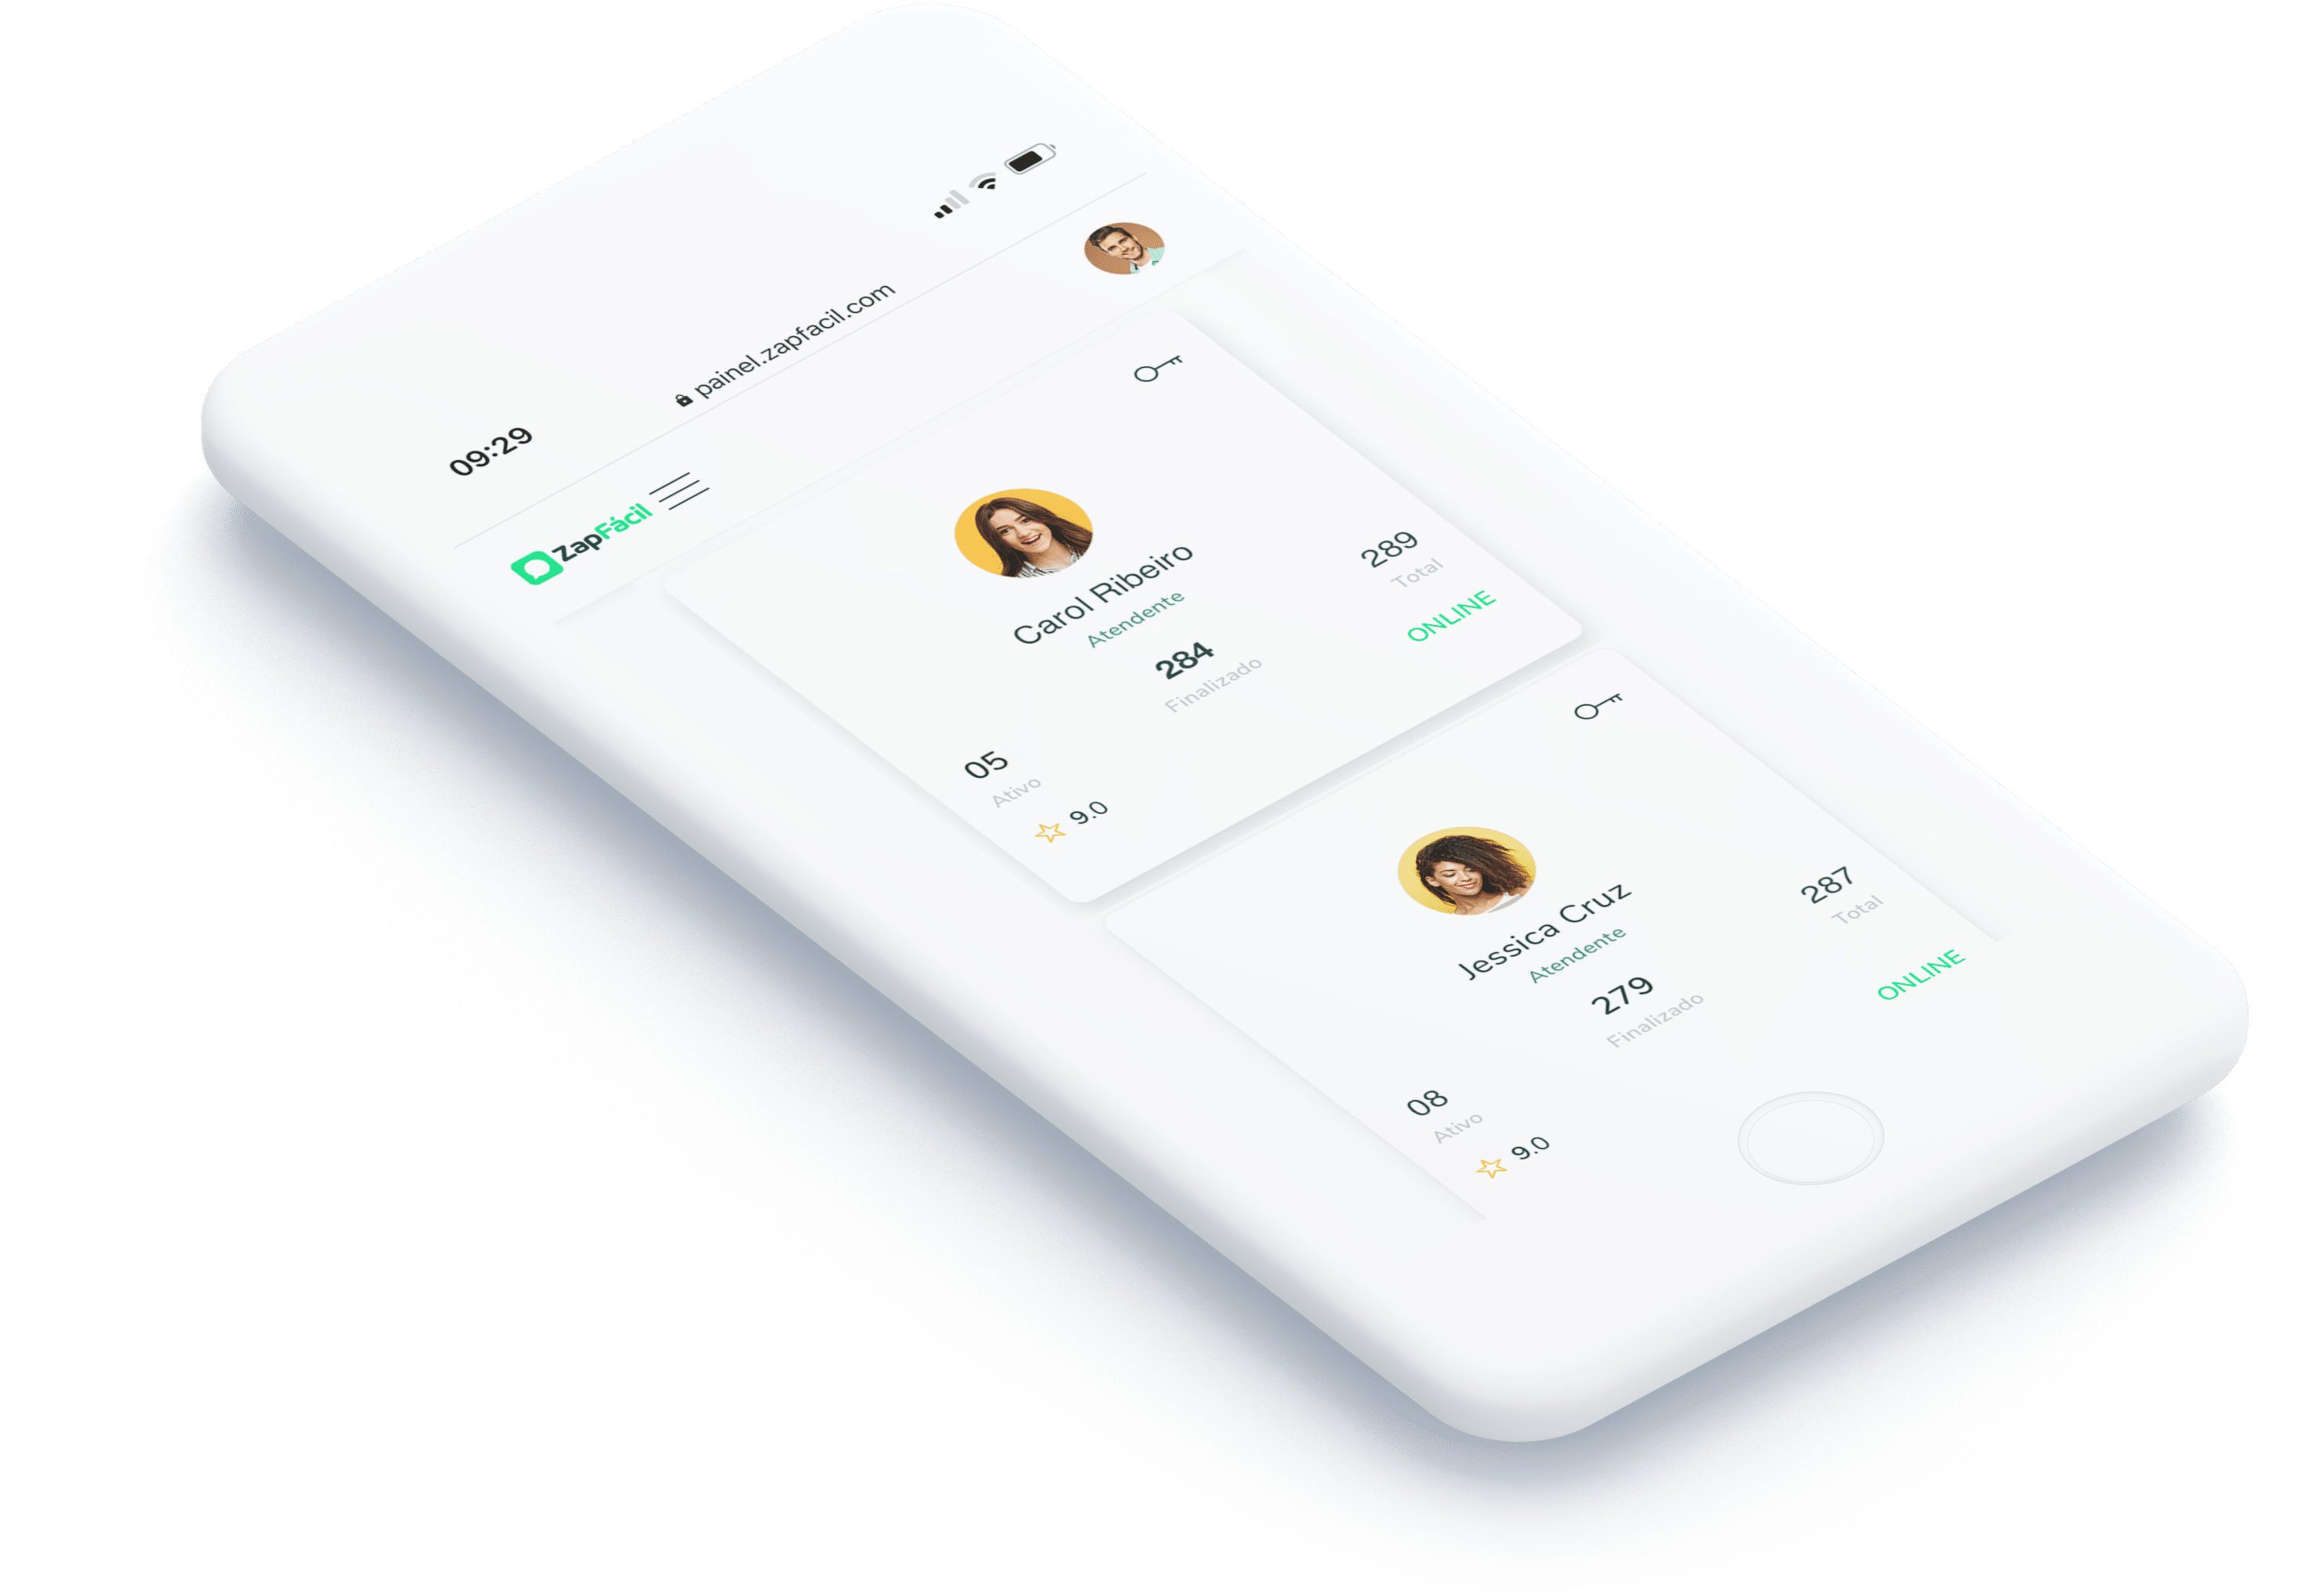 09:29
painel.zapfacil.com
ZapFácil
Carol Ribeiro
Atendente
05
Ativo
284
Finalizado
289
Total
9.0
ONLINE
Jessica Cruz
Atendente
08
Ativo
279
Finalizado
287
Total
9.0
ONLINE